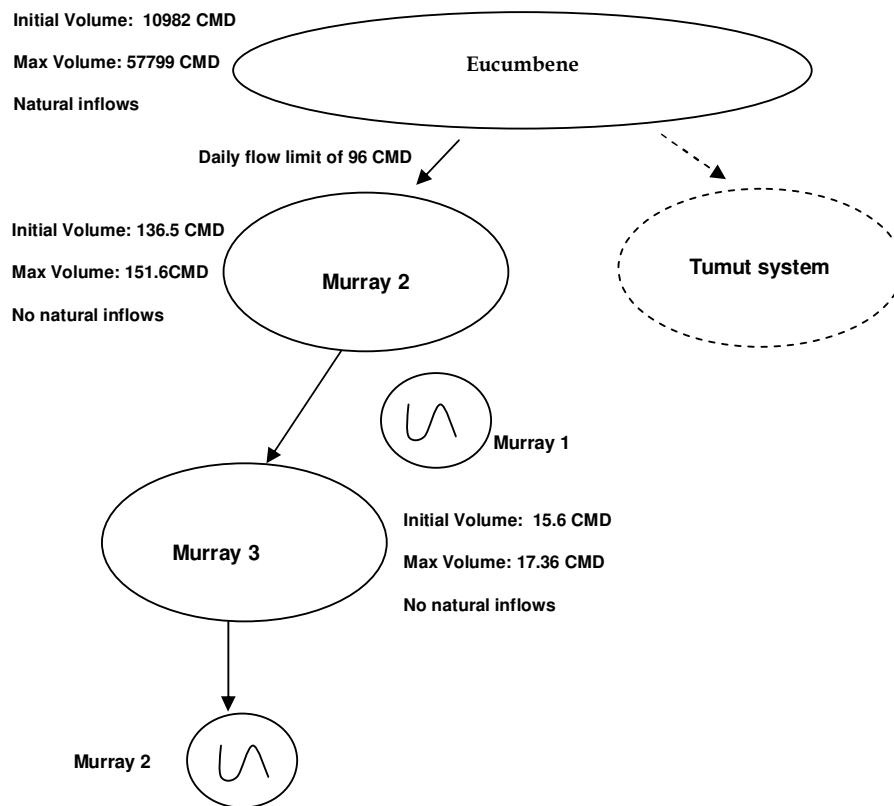 Initial Volume: 10982 CMD
Max Volume: 57799 CMD
Natural inflows
Eucumbene
Daily flow limit of 96 CMD
Initial Volume: 136.5 CMD
Max Volume: 151.6CMD
No natural inflows
Murray 2
Tumut system
Murray 1
Murray 3
Initial Volume: 15.6 CMD
Max Volume: 17.36 CMD
No natural inflows
Murray 2